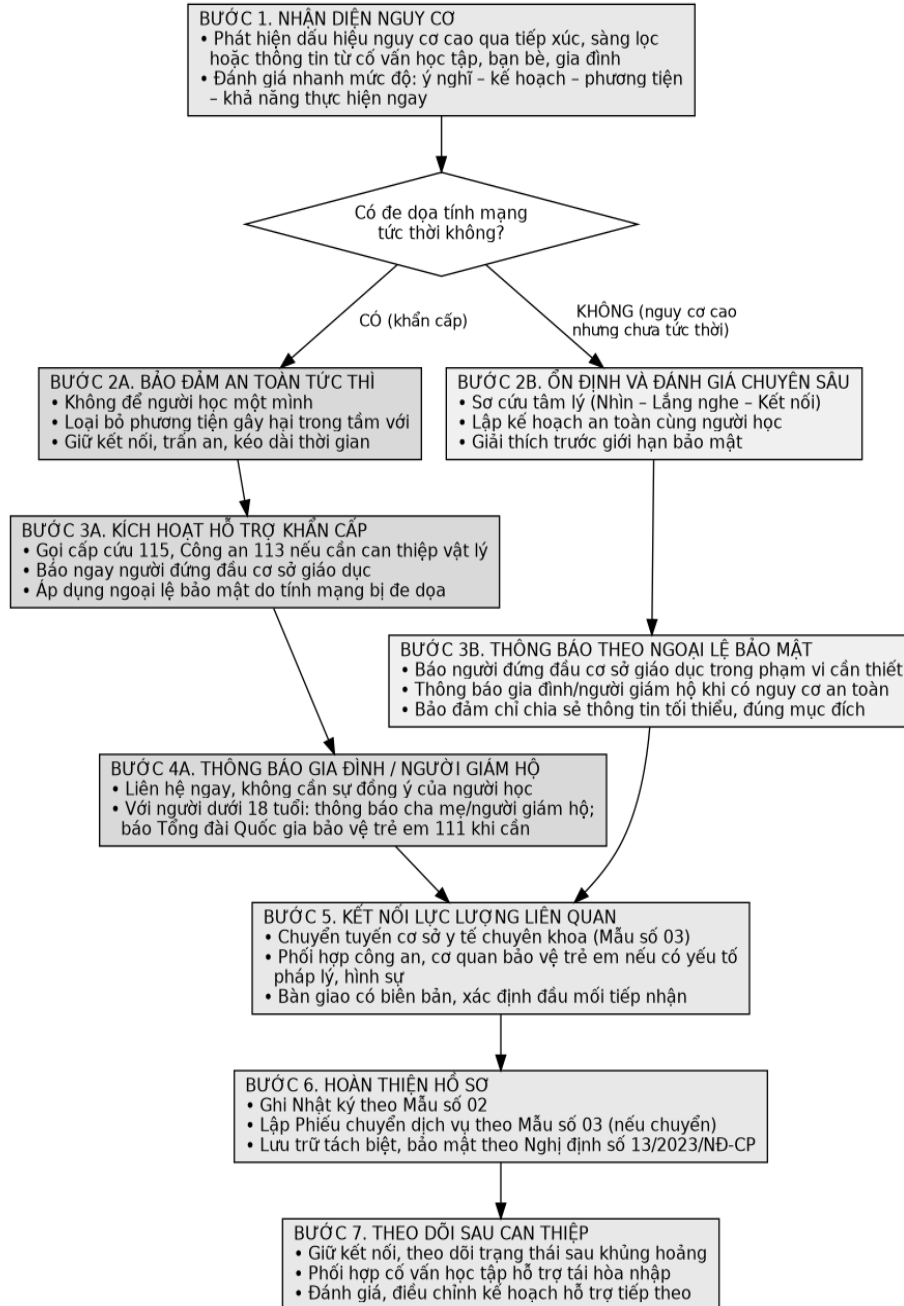 BƯỚC 1. NHẬN DIỆN NGUY CƠ
• Phát hiện dấu hiệu nguy cơ cao qua tiếp xúc, sàng lọc
hoặc thông tin từ cố vấn học tập, bạn bè, gia đình
• Đánh giá nhanh mức độ: ý nghĩ – kế hoạch – phương tiện
– khả năng thực hiện ngay
Có đe dọa tính mạng
tức thời không?
CÓ (khẩn cấp)
KHÔNG (nguy cơ cao
nhưng chưa tức thời)
BƯỚC 2A. BẢO ĐẢM AN TOÀN TỨC THÌ
• Không để người học một mình
• Loại bỏ phương tiện gây hại trong tầm với
• Giữ kết nối, trấn an, kéo dài thời gian
BƯỚC 2B. ỔN ĐỊNH VÀ ĐÁNH GIÁ CHUYÊN SÂU
• Sơ cứu tâm lý (Nhìn – Lắng nghe – Kết nối)
• Lập kế hoạch an toàn cùng người học
• Giải thích trước giới hạn bảo mật
BƯỚC 3A. KÍCH HOẠT HỖ TRỢ KHẨN CẤP
• Gọi cấp cứu 115, Công an 113 nếu cần can thiệp vật lý
• Báo ngay người đứng đầu cơ sở giáo dục
• Áp dụng ngoại lệ bảo mật do tính mạng bị đe dọa
BƯỚC 3B. THÔNG BÁO THEO NGOẠI LỆ BẢO MẬT
• Báo người đứng đầu cơ sở giáo dục trong phạm vi cần thiết
• Thông báo gia đình/người giám hộ khi có nguy cơ an toàn
• Bảo đảm chỉ chia sẻ thông tin tối thiểu, đúng mục đích
BƯỚC 4A. THÔNG BÁO GIA ĐÌNH / NGƯỜI GIÁM HỘ
• Liên hệ ngay, không cần sự đồng ý của người học
• Với người dưới 18 tuổi: thông báo cha mẹ/người giám hộ;
báo Tổng đài Quốc gia bảo vệ trẻ em 111 khi cần
BƯỚC 5. KẾT NỐI LỰC LƯỢNG LIÊN QUAN
• Chuyển tuyến cơ sở y tế chuyên khoa (Mẫu số 03)
• Phối hợp công an, cơ quan bảo vệ trẻ em nếu có yếu tố
pháp lý, hình sự
• Bàn giao có biên bản, xác định đầu mối tiếp nhận
BƯỚC 6. HOÀN THIỆN HỒ SƠ
• Ghi Nhật ký theo Mẫu số 02
• Lập Phiếu chuyển dịch vụ theo Mẫu số 03 (nếu chuyển)
• Lưu trữ tách biệt, bảo mật theo Nghị định số 13/2023/NĐ-CP
BƯỚC 7. THEO DÕI SAU CAN THIỆP
• Giữ kết nối, theo dõi trạng thái sau khủng hoảng
• Phối hợp cố vấn học tập hỗ trợ tái hòa nhập
• Đánh giá, điều chỉnh kế hoạch hỗ trợ tiếp theo